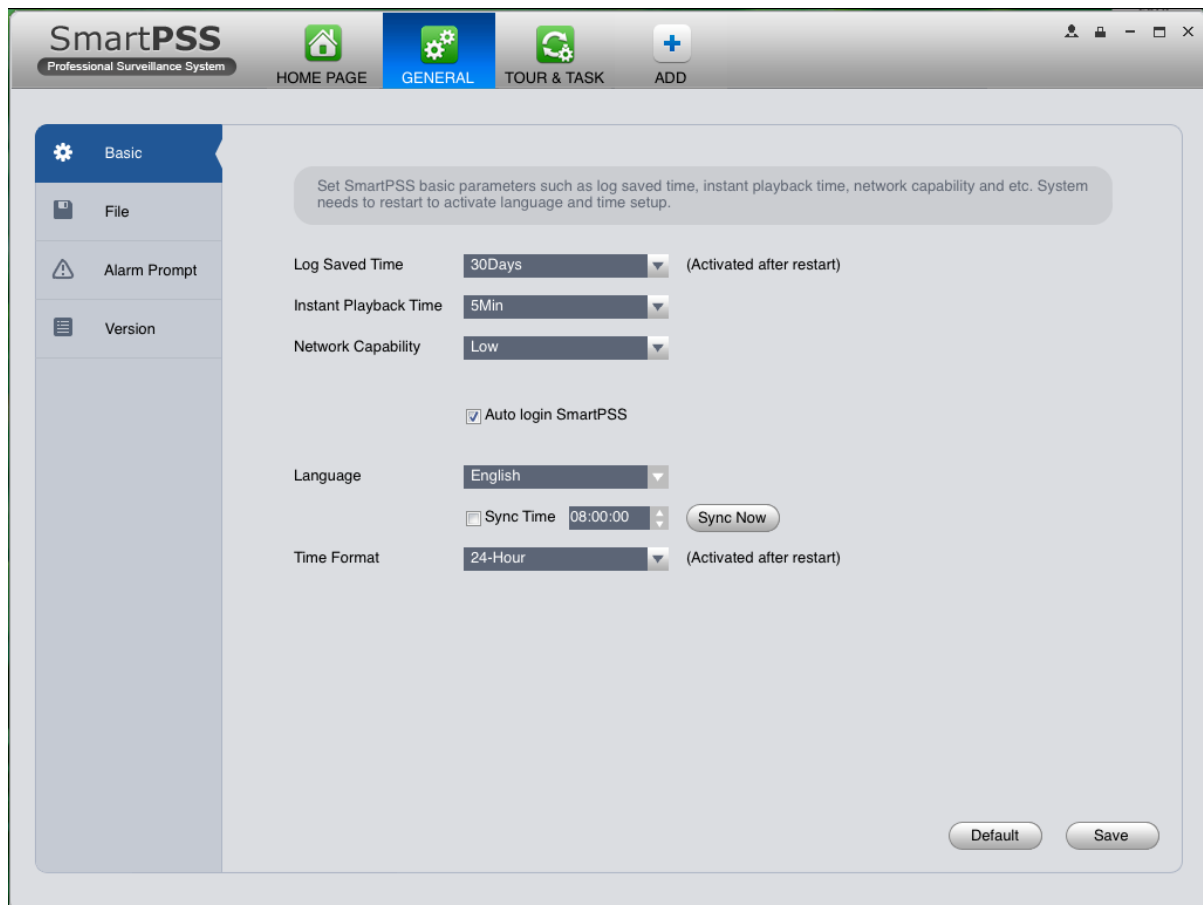 SmartPSS
Professional Surveillance System
HOME PAGE
GENERAL
TOUR & TASK
ADD
Basic
File
Alarm Prompt
Version
Set SmartPSS basic parameters such as log saved time, instant playback time, network capability and etc. System
needs to restart to activate language and time setup.
Log Saved Time 30Days (Activated after restart)
Instant Playback Time 5Min
Network Capability Low
Auto login SmartPSS
Language English
Sync Time 08:00:00 Sync Now
Time Format 24-Hour (Activated after restart)
Default Save